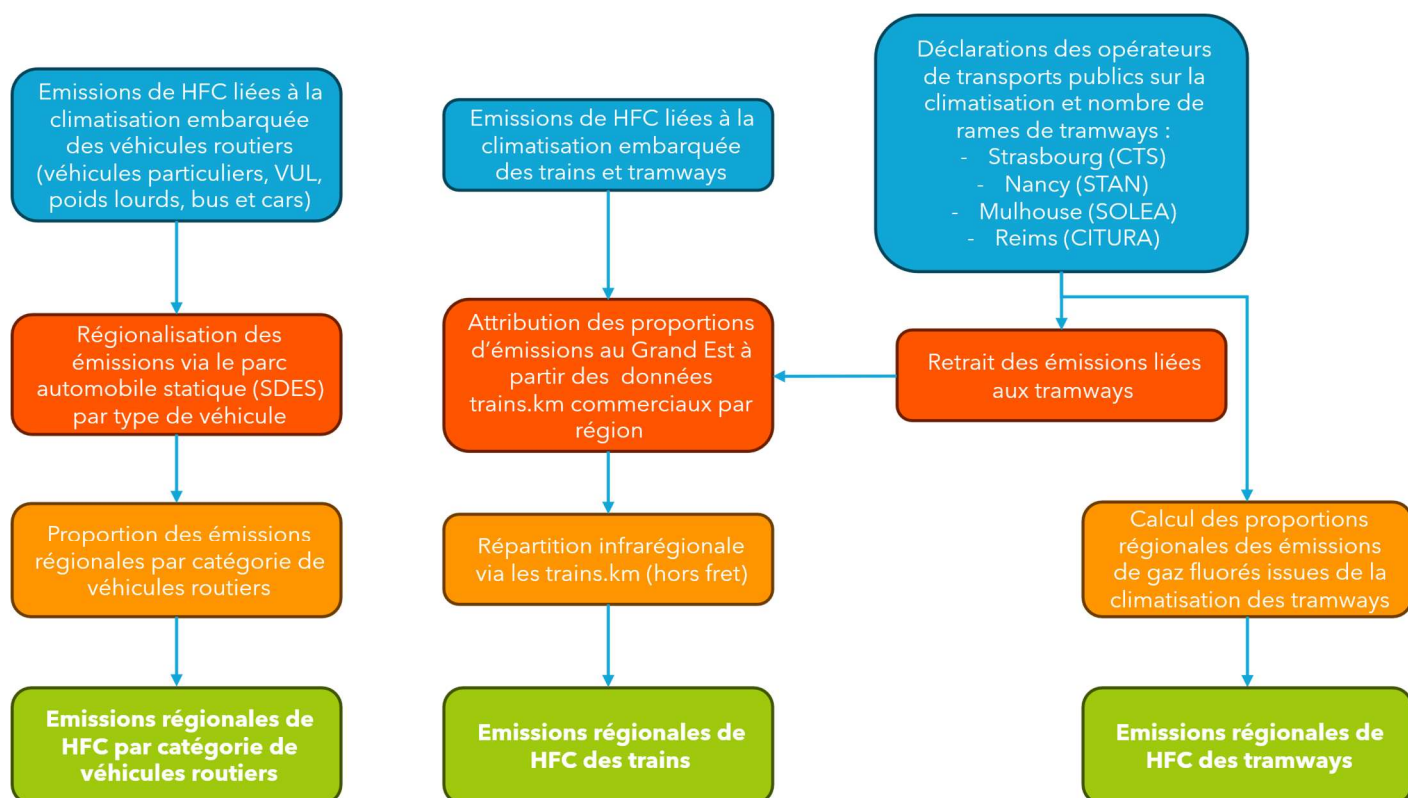 Emissions de HFC liées à la
climatisation embarquée
des véhicules routiers
(véhicules particuliers, VUL,
poids lourds, bus et cars)
Emissions de HFC liées à la
climatisation embarquée
des trains et tramways
Déclarations des opérateurs
de transports publics sur la
climatisation et nombre de
rames de tramways :
- Strasbourg (CTS)
- Nancy (STAN)
- Mulhouse (SOLEA)
- Reims (CITURA)
Régionalisation des
émissions via le parc
automobile statique (SDES)
par type de véhicule
Attribution des proportions
d'émissions au Grand Est à
partir des données
trains.km commerciaux par
région
Retrait des émissions liées
aux tramways
Proportion des émissions
régionales par catégorie de
véhicules routiers
Répartition infrarégionale
via les trains.km (hors fret)
Calcul des proportions
régionales des émissions
de gaz fluorés issues de la
climatisation des tramways
Emissions régionales de
HFC par catégorie de
véhicules routiers
Emissions régionales de
HFC des trains
Emissions régionales de
HFC des tramways